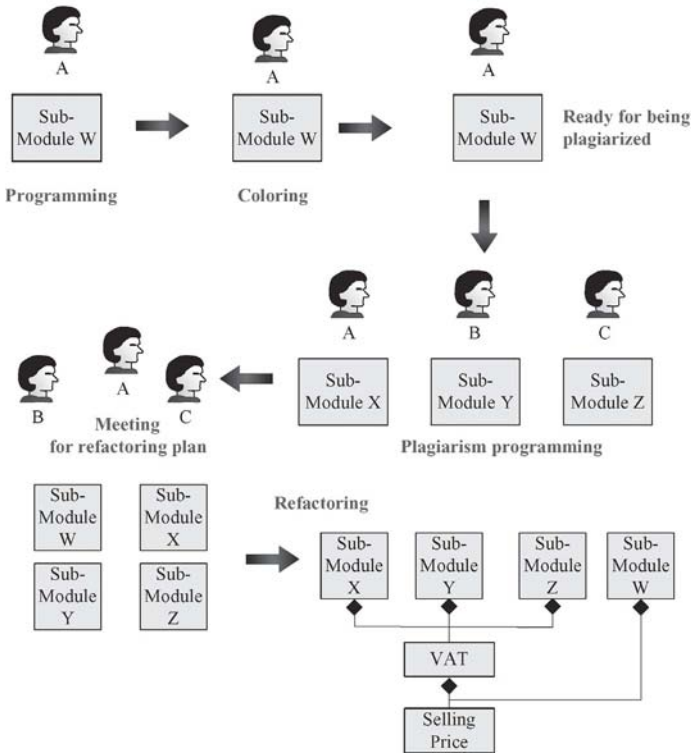 A
A
A
Sub-
Module W
Sub-
Module W
Sub-
Module W
Ready for being
plagiarized
Programming
Coloring
A
B
C
Sub-
Module X
Sub-
Module Y
Sub-
Module Z
Plagiarism programming
B
A
C
Meeting
for refactoring plan
Sub-
Module
W
Sub-
Module
X
Sub-
Module
Y
Sub-
Module
Z
Refactoring
Sub-
Module
X
Sub-
Module
Y
Sub-
Module
Z
Sub-
Module
W
VAT
Selling
Price